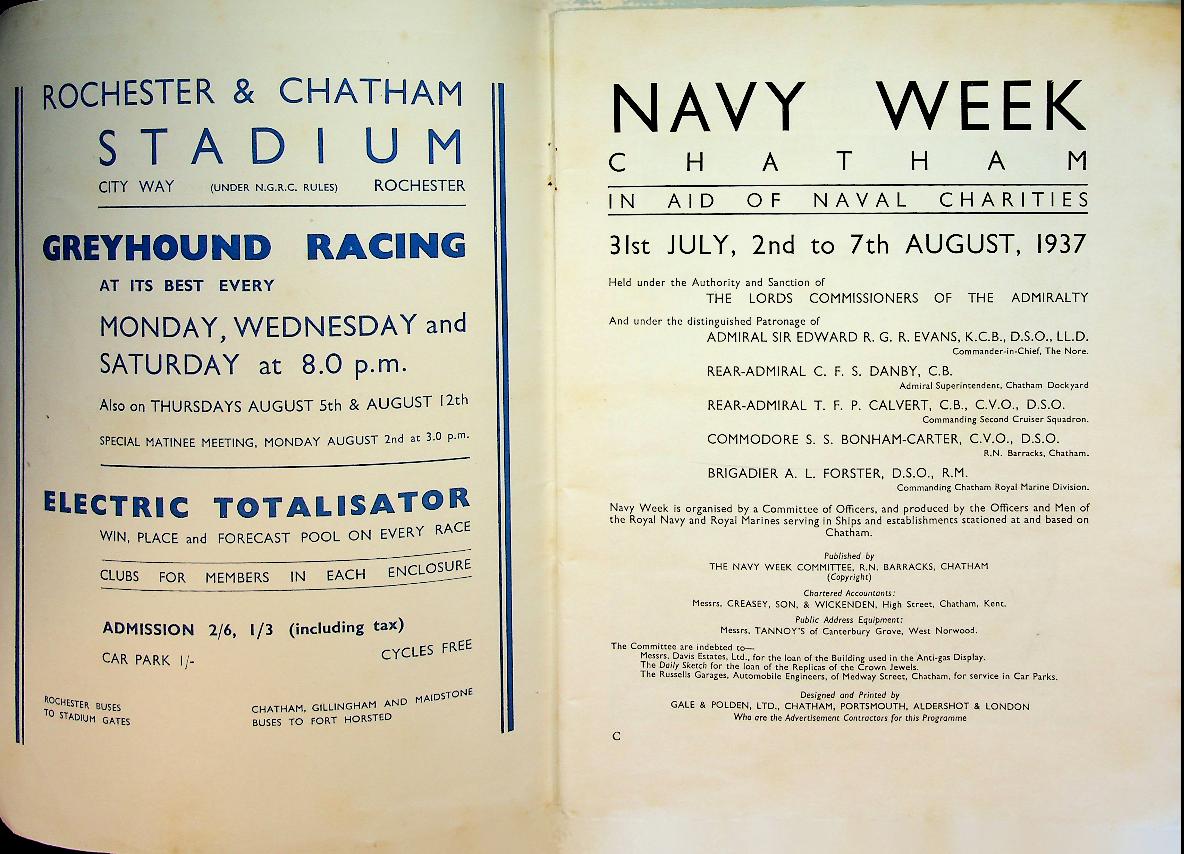 ROCHESTER & CHATHAM
STADIUM
CITY WAY (UNDER N.G.R.C. RULES) ROCHESTER
GREYHOUND RACING
AT ITS BEST EVERY
MONDAY, WEDNESDAY and
SATURDAY at 8.0 p.m.
Also on THURSDAYS AUGUST 5th & AUGUST 12th
SPECIAL MATINEE MEETING, MONDAY AUGUST 2nd at 3.0 p.m.
ELECTRIC TOTALISATOR
WIN, PLACE and FORECAST POOL ON EVERY RACE
CLUBS FOR MEMBERS IN EACH ENCLOSURE
ADMISSION 2/6, 1/3 (including tax)
CAR PARK 1/- CYCLES FREE
ROCHESTER BUSES
TO STADIUM GATES
CHATHAM, GILLINGHAM AND MAIDSTONE
BUSES TO FORT HORSTED
NAVY WEEK
CHATHAM
IN AID OF NAVAL CHARITIES
31st JULY, 2nd to 7th AUGUST, 1937
Held under the Authority and Sanction of
THE LORDS COMMISSIONERS OF THE ADMIRALTY
And under the distinguished Patronage of
ADMIRAL SIR EDWARD R. G. R. EVANS, K.C.B., D.S.O., LL.D.
Commander-in-Chief, The Nore.
REAR-ADMIRAL C. F. S. DANBY, C.B.
Admiral Superintendent, Chatham Dockyard
REAR-ADMIRAL T. F. P. CALVERT, C.B., C.V.O., D.S.O.
Commanding Second Cruiser Squadron.
COMMODORE S. S. BONHAM-CARTER, C.V.O., D.S.O.
R.N. Barracks, Chatham.
BRIGADIER A. L. FORSTER, D.S.O., R.M.
Commanding Chatham Royal Marine Division.
Navy Week is organised by a Committee of Officers, and produced by the Officers and Men of
the Royal Navy and Royal Marines serving in Ships and establishments stationed at and based on
Chatham.
Published by
THE NAVY WEEK COMMITTEE, R.N. BARRACKS, CHATHAM
(Copyright)
Chartered Accountants:
Messrs. CREASEY, SON, & WICKENDEN, High Street, Chatham, Kent.
Public Address Equipment:
Messrs. TANNOY'S of Canterbury Grove, West Norwood.
The Committee are indebted to—
Messrs. Davis Estates, Ltd., for the loan of the Building used in the Anti-gas Display.
The Daily Sketch for the loan of the Replicas of the Crown Jewels.
The Russells Garages, Automobile Engineers, of Medway Street, Chatham, for service in Car Parks.
Designed and Printed by
GALE & POLDEN, LTD., CHATHAM, PORTSMOUTH, ALDERSHOT & LONDON
Who are the Advertisement Contractors for this Programme
C